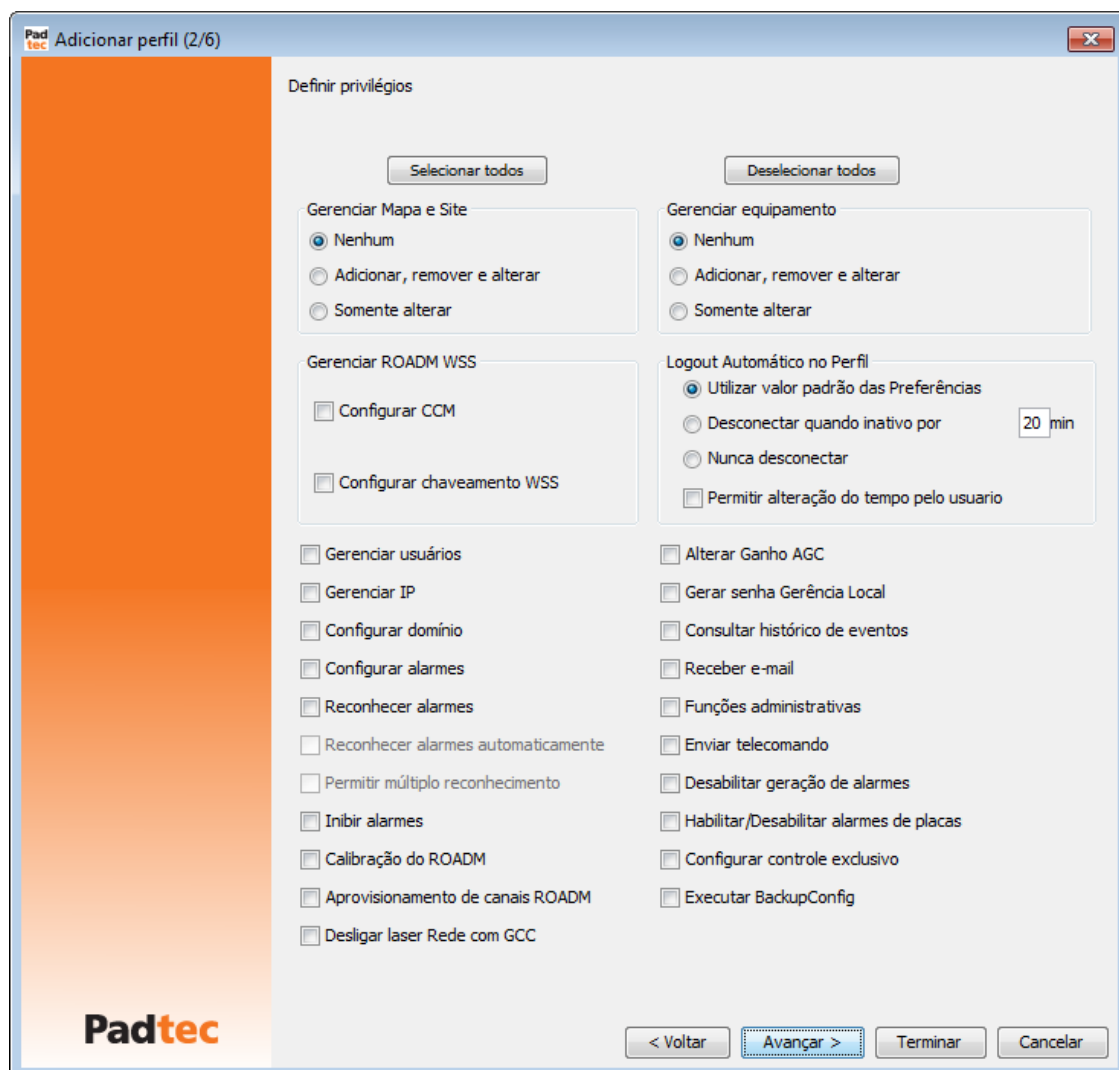 Pad
tec
Adicionar perfil (2/6)
Definir privilégios
Selecionar todos
Deselecionar todos
Gerenciar Mapa e Site
Nenhum
Adicionar, remover e alterar
Somente alterar
Gerenciar equipamento
Nenhum
Adicionar, remover e alterar
Somente alterar
Gerenciar ROADM WSS
Configurar CCM
Configurar chaveamento WSS
Logout Automático no Perfil
Utilizar valor padrão das Preferências
Desconectar quando inativo por 20 min
Nunca desconectar
Permitir alteração do tempo pelo usuario
Gerenciar usuários
Gerenciar IP
Configurar domínio
Configurar alarmes
Reconhecer alarmes
Reconhecer alarmes automaticamente
Permitir múltiplo reconhecimento
Inibir alarmes
Calibração do ROADM
Aprovisionamento de canais ROADM
Desligar laser Rede com GCC
Alterar Ganho AGC
Gerar senha Gerência Local
Consultar histórico de eventos
Receber e-mail
Funções administrativas
Enviar telecomando
Desabilitar geração de alarmes
Habilitar/Desabilitar alarmes de placas
Configurar controle exclusivo
Executar BackupConfig
Padtec
< Voltar
Avançar >
Terminar
Cancelar